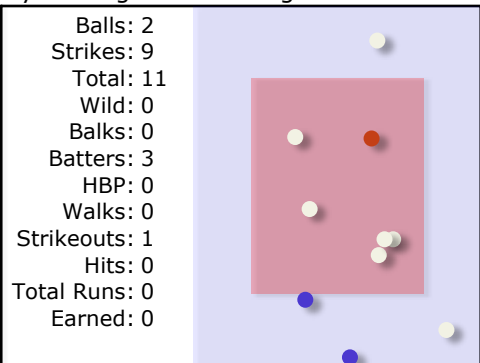 Balls: 2
Strikes: 9
Total: 11
Wild: 0
Balks: 0
Batters: 3
HBP: 0
Walks: 0
Strikeouts: 1
Hits: 0
Total Runs: 0
Earned: 0